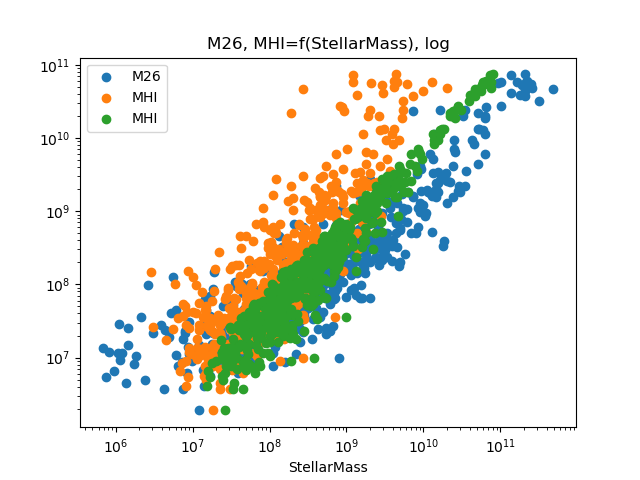 M26, MHI=f(StellarMass), log
M26
MHI
MHI
10¹¹
10¹⁰
10⁹
10⁸
10⁷
10⁶ 10⁷ 10⁸ 10⁹ 10¹⁰ 10¹¹
StellarMass